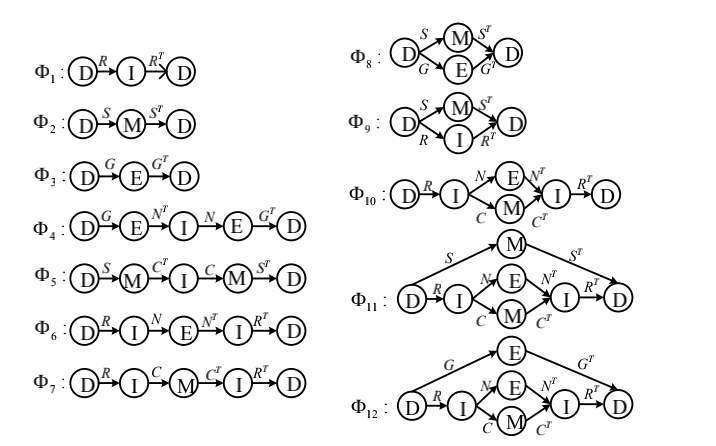 Φ1 : D R I R^T D
Φ2 : D S M S^T D
Φ3 : D G E G^T D
Φ4 : D G E N^T I N E G^T D
Φ5 : D S M C^T I C M S^T D
Φ6 : D R I N E N^T I R^T D
Φ7 : D R I C M C^T I R^T D
Φ8 : D S M S^T G E G^T D
Φ9 : D S M S^T R I R^T D
Φ10 : D R I N E N^T C M C^T I R^T D
Φ11 : D S M S^T R I N E N^T C M C^T I R^T D
Φ12 : D G E G^T R I N E N^T C M C^T I R^T D